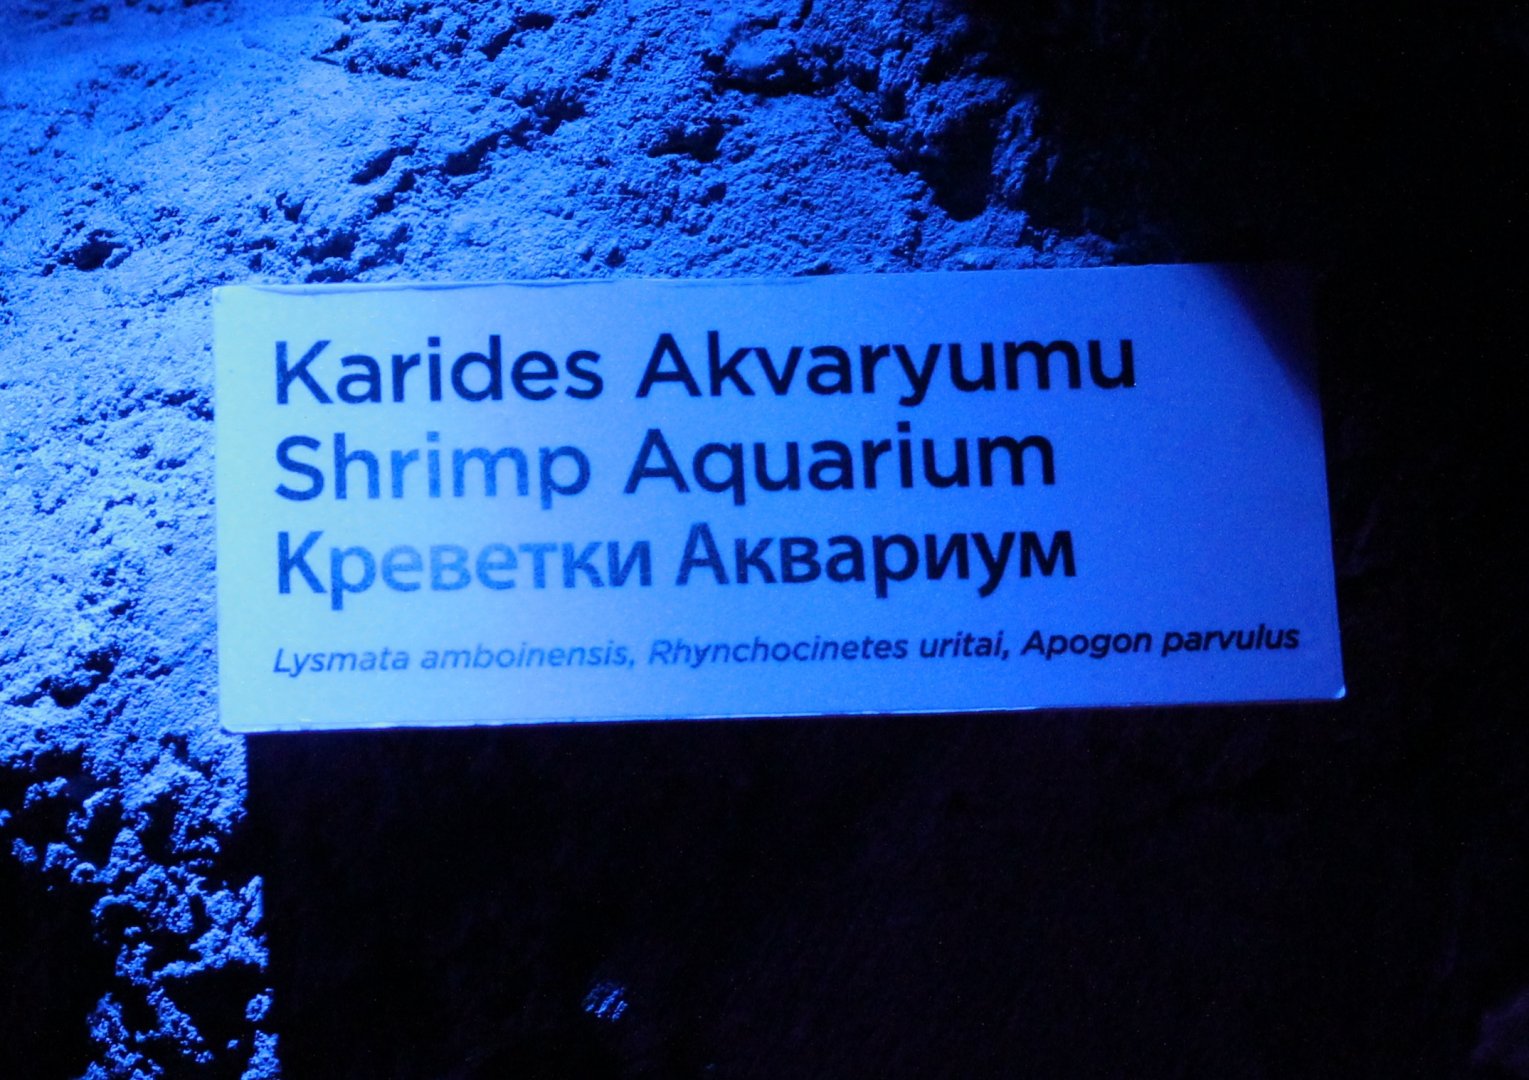 Karides Akvaryumu
Shrimp Aquarium
Креветки Аквариум
Lysmata amboinensis, Rhynchocinetes uritai, Apogon parvulus